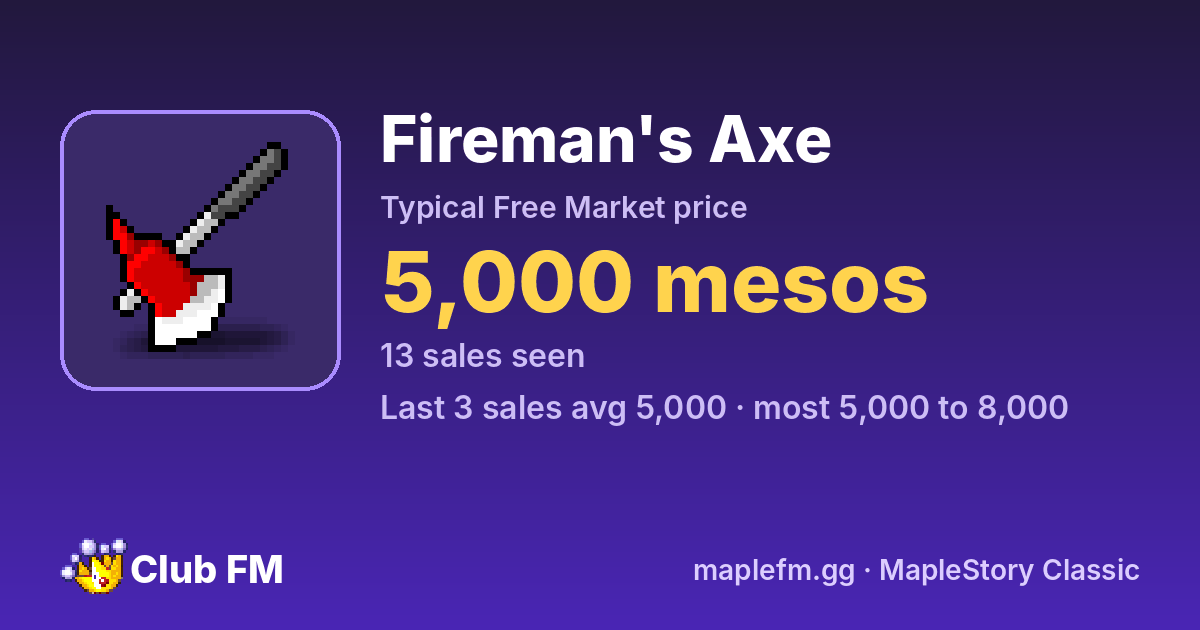 Fireman's Axe
Typical Free Market price
5,000 mesos
13 sales seen
Last 3 sales avg 5,000 · most 5,000 to 8,000
Club FM
maplefm.gg · MapleStory Classic